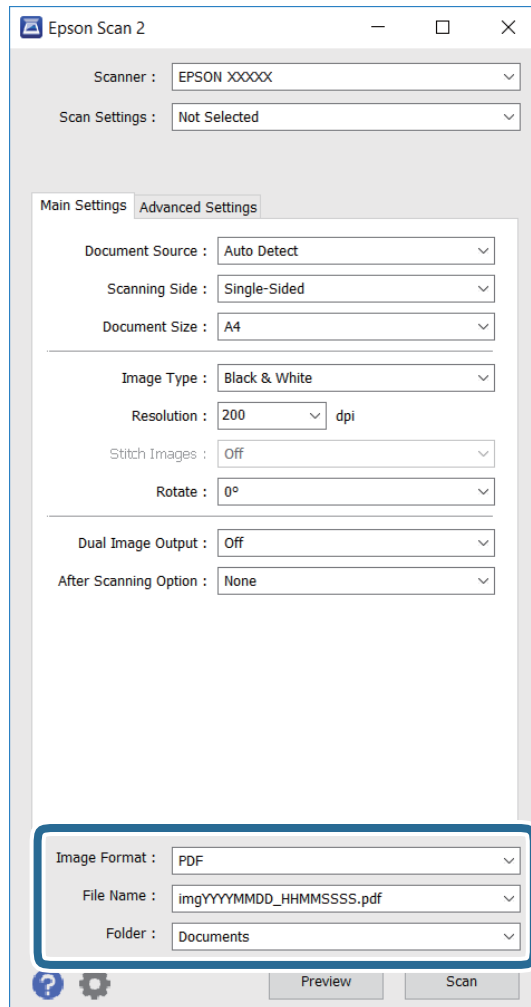 Epson Scan 2
Scanner : EPSON XXXXX
Scan Settings : Not Selected
Main Settings Advanced Settings
Document Source : Auto Detect
Scanning Side : Single-Sided
Document Size : A4
Image Type : Black & White
Resolution : 200 dpi
Stitch Images : Off
Rotate : 0º
Dual Image Output : Off
After Scanning Option : None
Image Format : PDF
File Name : imgYYYYMMDD_HHMMSSSS.pdf
Folder : Documents
? Preview Scan